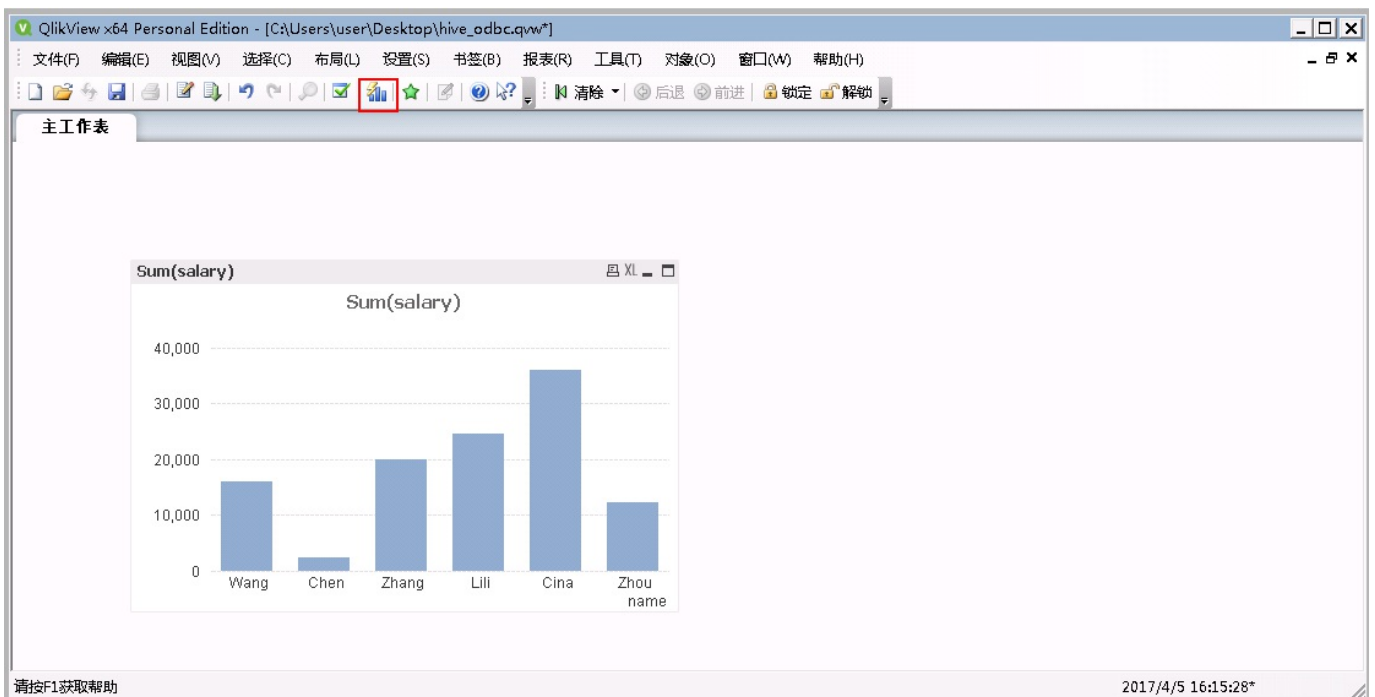 QlikView x64 Personal Edition - [C:\Users\user\Desktop\hive_odbc.qvw*]
文件(F) 编辑(E) 视图(V) 选择(C) 布局(L) 设置(S) 书签(B) 报表(R) 工具(T) 对象(O) 窗口(W) 帮助(H)
清除 后退 前进 锁定 解锁
主工作表
Sum(salary) XL
Sum(salary)
40,000
30,000
20,000
10,000
0
Wang Chen Zhang Lili Cina Zhou
name
请按F1获取帮助 2017/4/5 16:15:28*